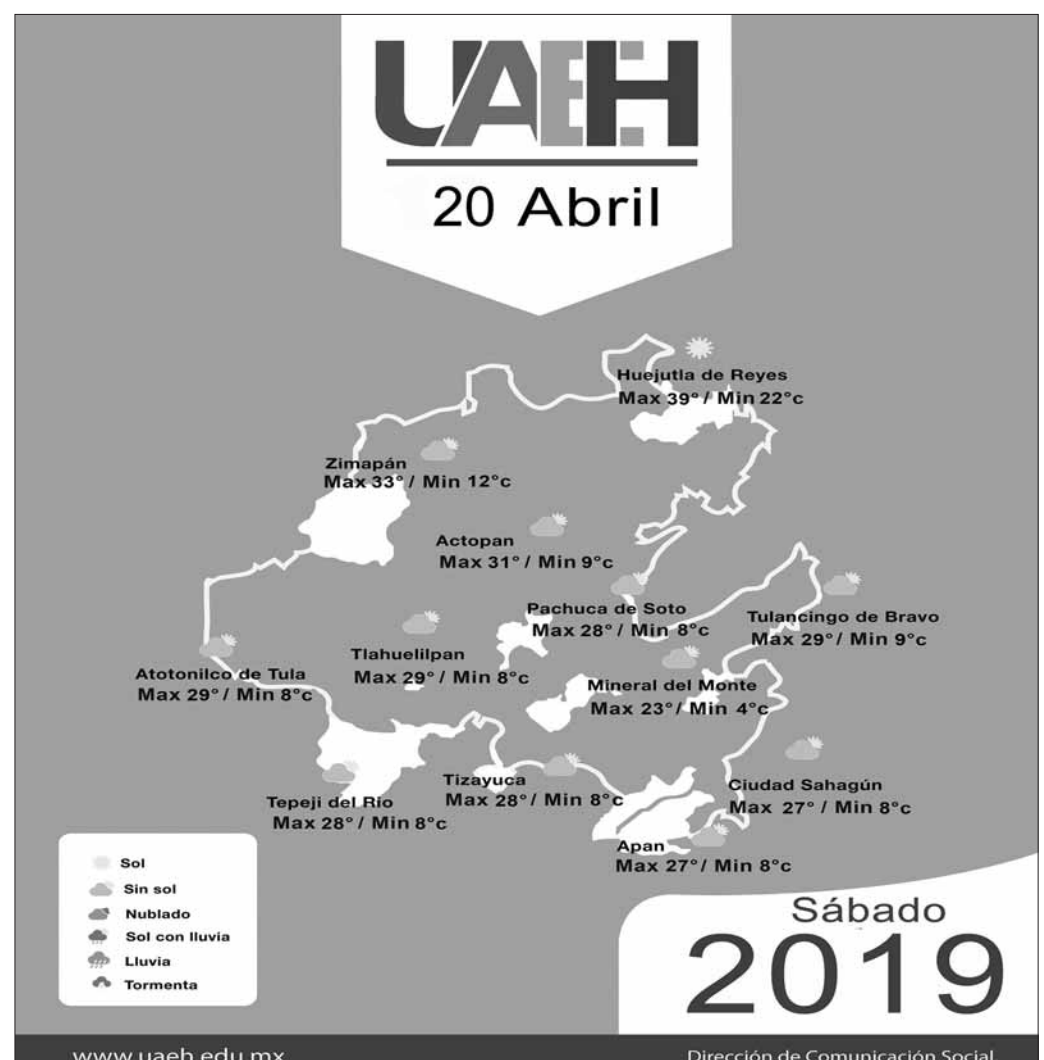 UAEH
20 Abril
Huejutla de Reyes
Max 39° / Min 22°c
Zimapán
Max 33° / Min 12°c
Actopan
Max 31° / Min 9°c
Pachuca de Soto
Max 28° / Min 8°c
Tulancingo de Bravo
Max 29° / Min 9°c
Tlahuelilpan
Max 29° / Min 8°c
Atotonilco de Tula
Max 29° / Min 8°c
Mineral del Monte
Max 23° / Min 4°c
Tizayuca
Max 28° / Min 8°c
Ciudad Sahagún
Max 27° / Min 8°c
Tepeji del Rio
Max 28° / Min 8°c
Apan
Max 27° / Min 8°c
Sol
Sin sol
Nublado
Sol con lluvia
Lluvia
Tormenta
Sábado
2019
www.uaeh.edu.mx
Dirección de Comunicación Social